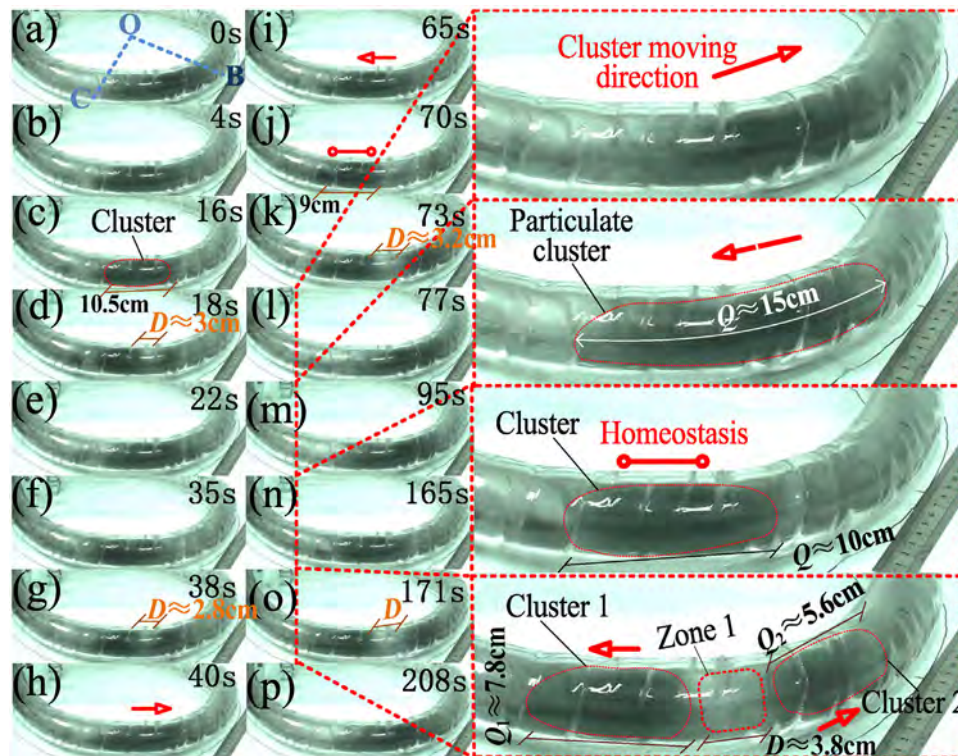 (a)
O
0s
B
C
(b)
4s
(c)
16s
Cluster
10.5cm
(d)
18s
D≈3cm
(e)
22s
(f)
35s
(g)
38s
D≈2.8cm
(h)
40s
(i)
65s
(j)
70s
9cm
(k)
73s
D≈3.2cm
(l)
77s
(m)
95s
(n)
165s
(o)
171s
D
(p)
208s
Cluster moving
direction
Particulate
cluster
Q≈15cm
Cluster
Homeostasis
Q≈10cm
Cluster 1
Zone 1
Q₂≈5.6cm
Q₁≈7.8cm
Cluster 2
D≈3.8cm